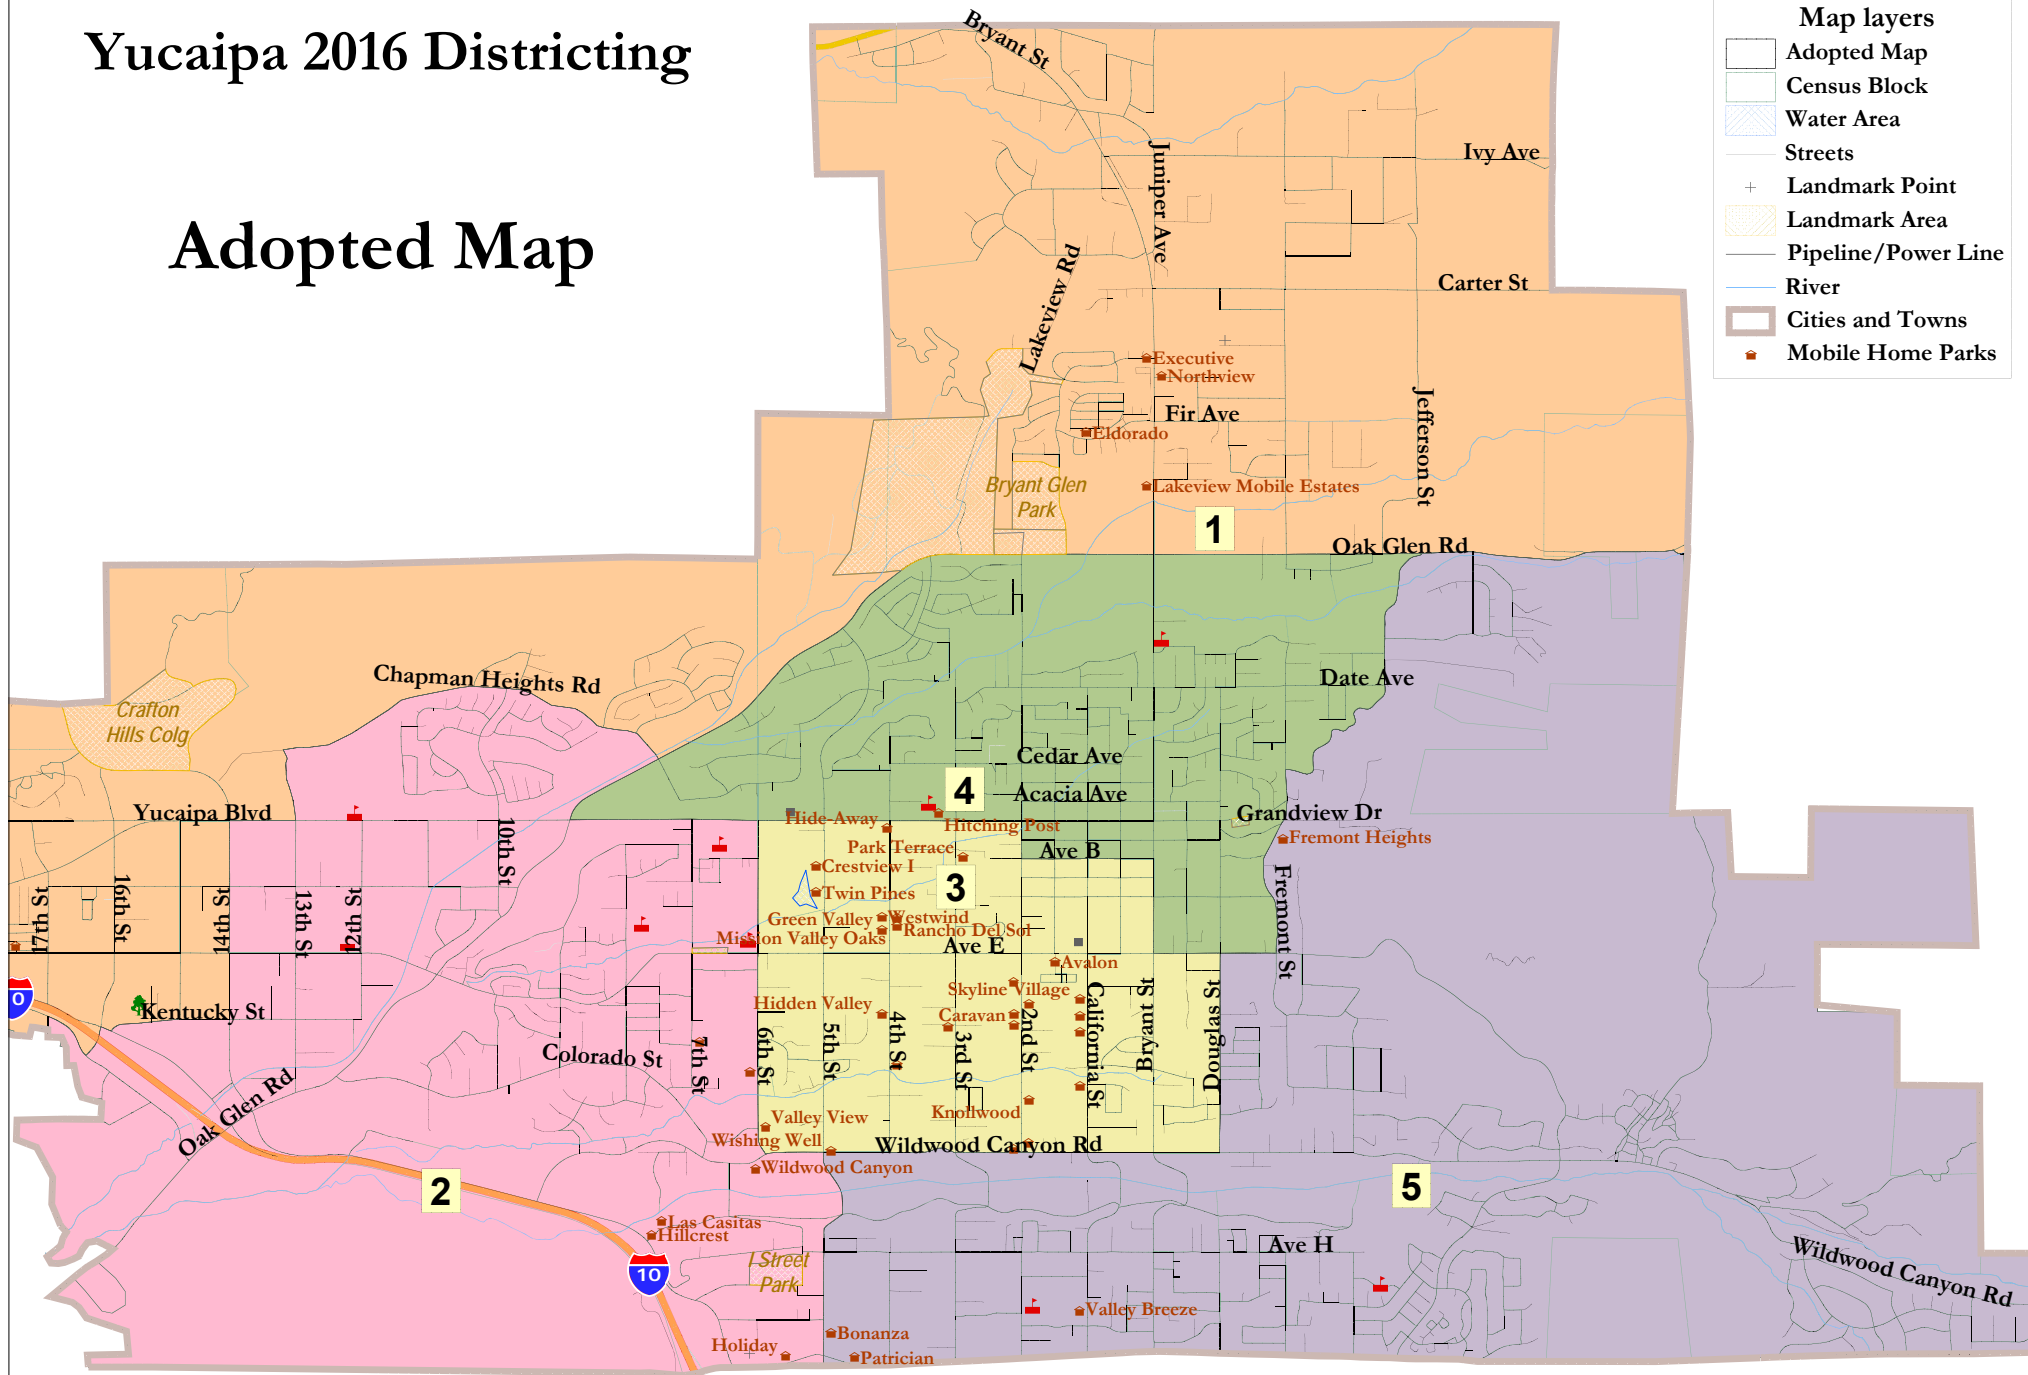 Yucaipa 2016 Districting
Adopted Map
Map layers
Adopted Map
Census Block
Water Area
Streets
Landmark Point
Landmark Area
Pipeline/Power Line
River
Cities and Towns
Mobile Home Parks
Bryant St
Juniper Ave
Ivy Ave
Lakeview Rd
Carter St
Executive
Northview
Fir Ave
Jefferson St
Eldorado
Bryant Glen
Park
Lakeview Mobile Estates
1
Oak Glen Rd
Chapman Heights Rd
Date Ave
Crafton
Hills Colg
Cedar Ave
4
Acacia Ave
Yucaipa Blvd
Grandview Dr
Hide-Away
Hitching Post
Fremont Heights
Park Terrace
Ave B
10th St
Crestview I
3
Twin Pines
17th St
16th St
14th St
13th St
12th St
Green Valley
Westwind
Rancho Del Sol
Mission Valley Oaks
Ave E
Fremont St
Avalon
0
Kentucky St
Skyline Village
Hidden Valley
Caravan
Colorado St
7th St
6th St
5th St
4th St
3rd St
2nd St
California St
Bryant St
Douglas St
Oak Glen Rd
Knollwood
Valley View
Wishing Well
Wildwood Canyon Rd
Wildwood Canyon
2
5
Las Casitas
Hillcrest
Ave H
I Street
Park
10
Wildwood Canyon Rd
Valley Breeze
Bonanza
Holiday
Patrician